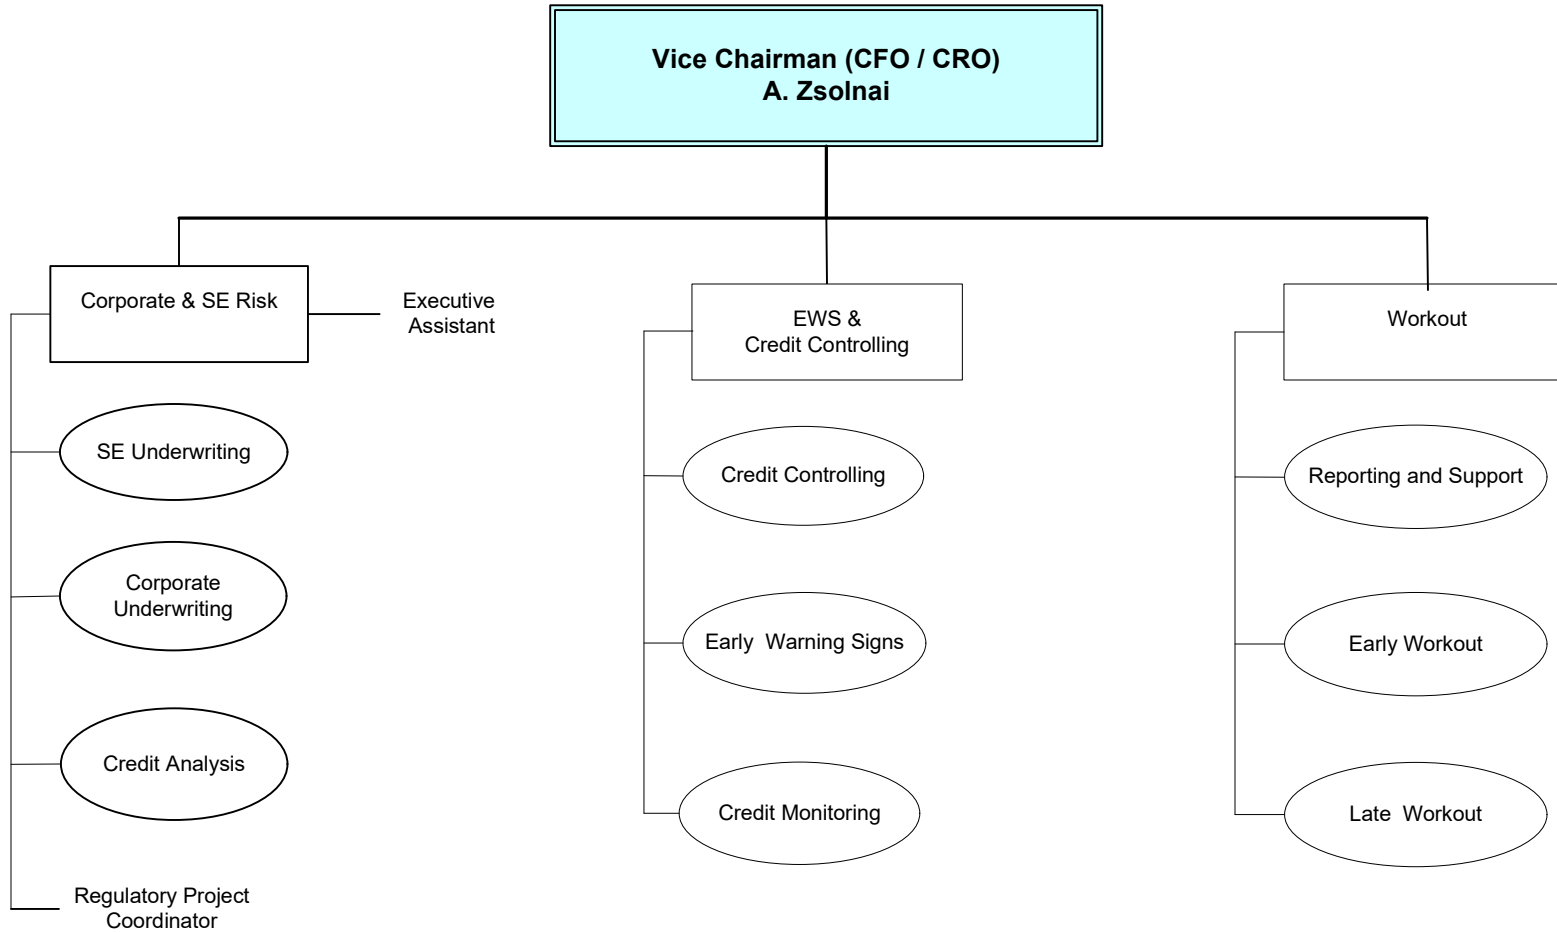 Vice Chairman (CFO / CRO)
A. Zsolnai
Corporate & SE Risk
Executive
Assistant
SE Underwriting
Corporate
Underwriting
Credit Analysis
Regulatory Project
Coordinator
EWS &
Credit Controlling
Credit Controlling
Early  Warning Signs
Credit Monitoring
Workout
Reporting and Support
Early Workout
Late  Workout